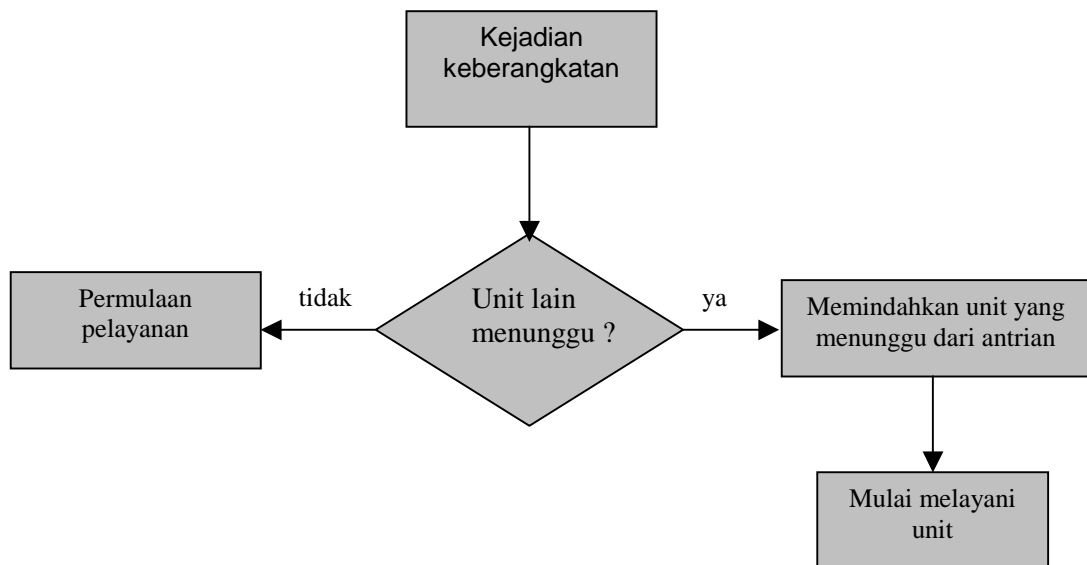 Kejadian
keberangkatan
Permulaan
pelayanan
tidak
Unit lain
menunggu ?
ya
Memindahkan unit yang
menunggu dari antrian
Mulai melayani
unit